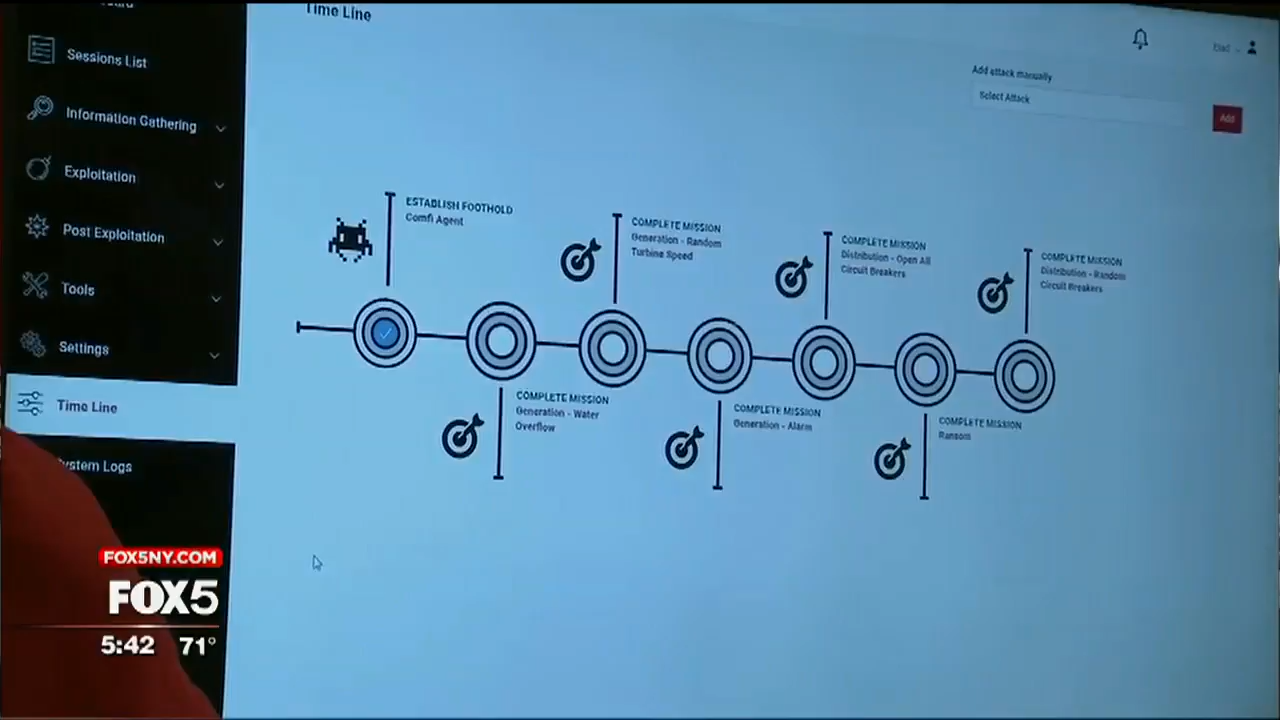 Time Line
Sessions List
Information Gathering
Exploitation
Post Exploitation
Tools
Settings
Time Line
System Logs
Elad
Add attack manually
Select Attack
Add
ESTABLISH FOOTHOLD
Comfi Agent
COMPLETE MISSION
Generation - Water
Overflow
COMPLETE MISSION
Generation - Random
Turbine Speed
COMPLETE MISSION
Generation - Alarm
COMPLETE MISSION
Distribution - Open All
Circuit Breakers
COMPLETE MISSION
Ransom
COMPLETE MISSION
Distribution - Random
Circuit Breakers
FOX5NY.COM
FOX5
5:42 71°